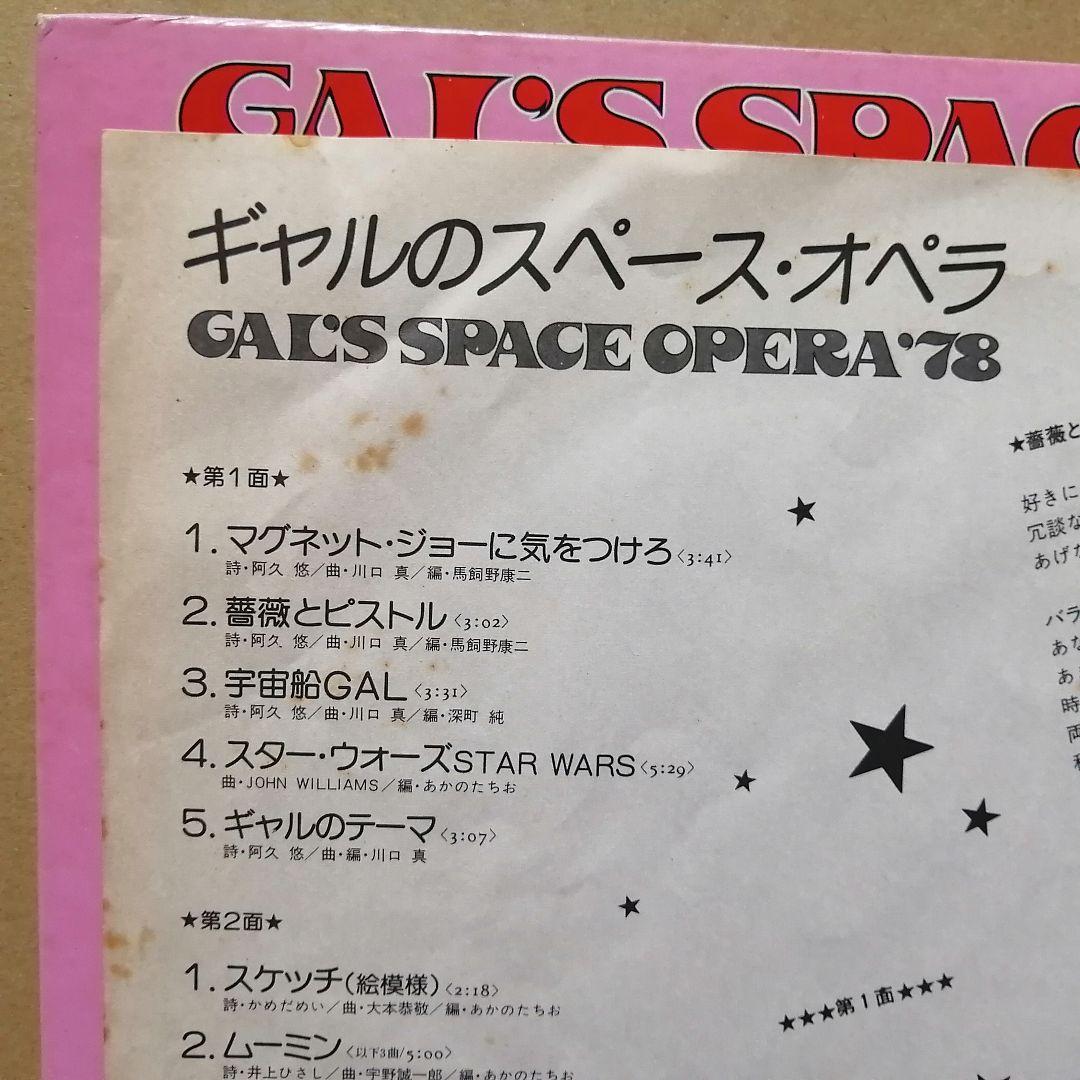 GAL'S SPAC
ギャルのスペース・オペラ
GAL'S SPACE OPERA'78
★第1面★
1. マグネット・ジョーに気をつけろ〈3:41〉
詩・阿久 悠／曲・川口 真／編・馬飼野康二
2. 薔薇とピストル〈3:02〉
詩・阿久 悠／曲・川口 真／編・馬飼野康二
3. 宇宙船GAL〈3:31〉
詩・阿久 悠／曲・川口 真／編・深町 純
4. スター・ウォーズSTAR WARS〈5:29〉
曲・JOHN WILLIAMS／編・あかのたちお
5. ギャルのテーマ〈3:07〉
詩・阿久 悠／曲・編・川口 真
★第2面★
1. スケッチ(絵模様)〈2:18〉
詩・かめだめい／曲・大本恭敬／編・あかのたちお
2. ムーミン〈以下3曲/5:00〉
詩・井上ひさし／曲・宇野誠一郎／編・あかのたちお
★薔薇と
好きに
冗談な
あげな
バラ
あな
あ
時
両
★★★第1面★★★